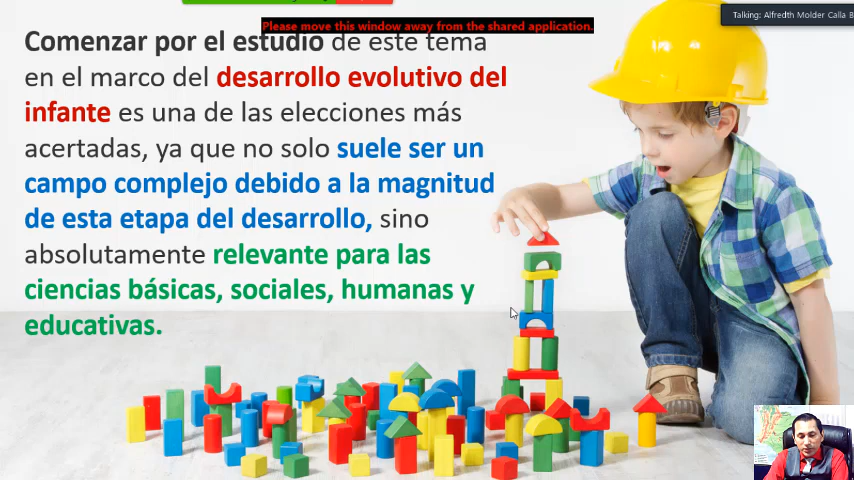 Please move this window away from the shared application.
Talking: Alfredth Molder Calla B
Comenzar por el estudio de este tema
en el marco del desarrollo evolutivo del
infante es una de las elecciones más
acertadas, ya que no solo suele ser un
campo complejo debido a la magnitud
de esta etapa del desarrollo, sino
absolutamente relevante para las
ciencias básicas, sociales, humanas y
educativas.